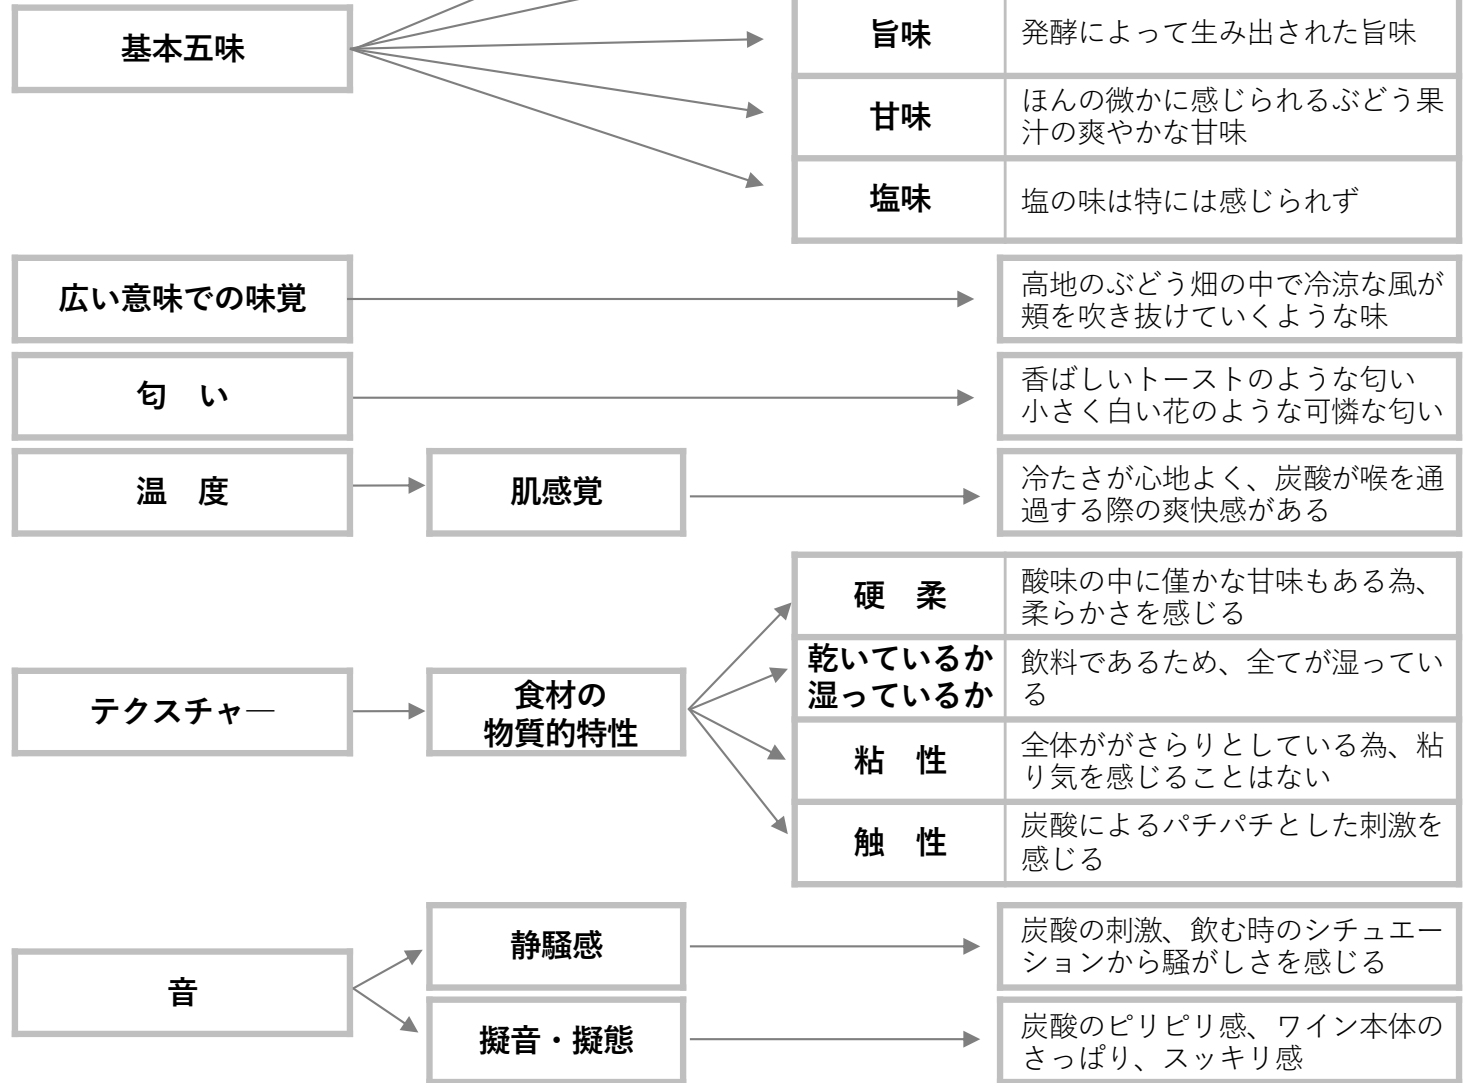 基本五味
旨味
発酵によって生み出された旨味
甘味
ほんの微かに感じられるぶどう果
汁の爽やかな甘味
塩味
塩の味は特には感じられず
広い意味での味覚
高地のぶどう畑の中で冷涼な風が
頬を吹き抜けていくような味
匂　い
香ばしいトーストのような匂い
小さく白い花のような可憐な匂い
温　度
肌感覚
冷たさが心地よく、炭酸が喉を通
過する際の爽快感がある
テクスチャ―
食材の
物質的特性
硬　柔
酸味の中に僅かな甘味もある為、
柔らかさを感じる
乾いているか
湿っているか
飲料であるため、全てが湿ってい
る
粘　性
全体ががさらりとしている為、粘
り気を感じることはない
触　性
炭酸によるパチパチとした刺激を
感じる
音
静騒感
炭酸の刺激、飲む時のシチュエー
ションから騒がしさを感じる
擬音・擬態
炭酸のピリピリ感、ワイン本体の
さっぱり、スッキリ感